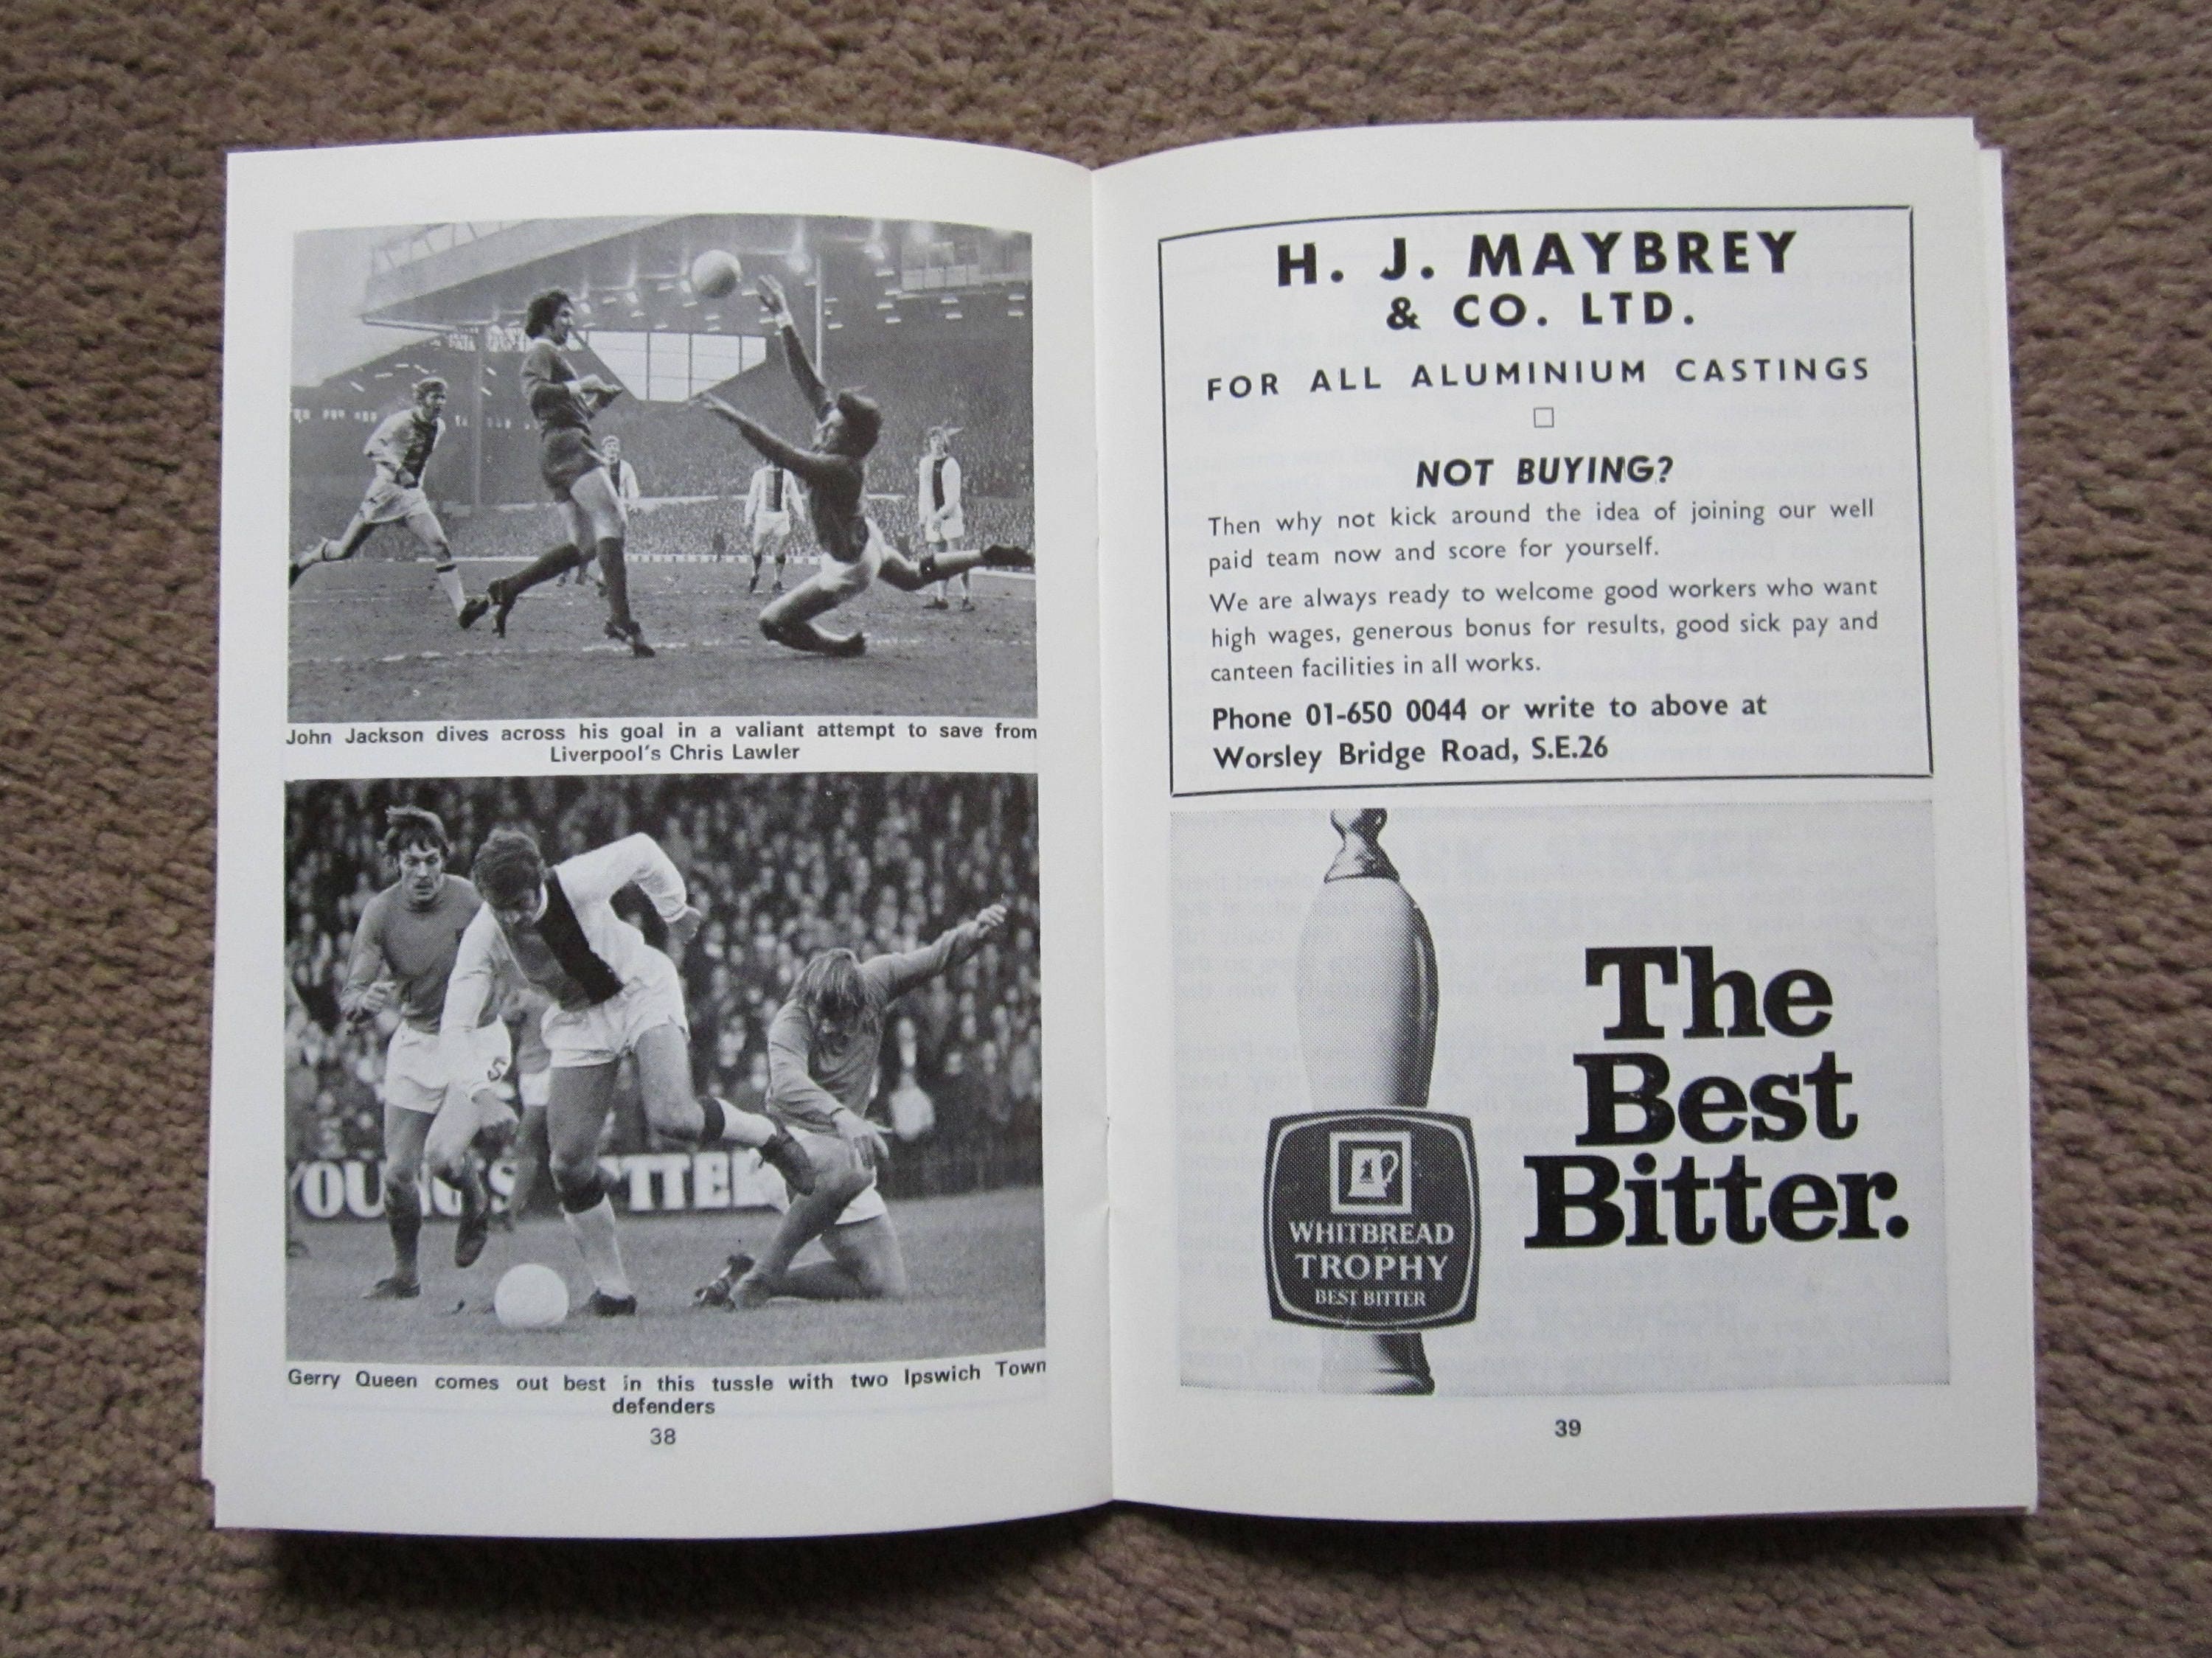 John Jackson dives across his goal in a valiant attempt to save from
Liverpool's Chris Lawler
5
YOUNGS BITTER
Gerry Queen comes out best in this tussle with two Ipswich Town
defenders
38
H. J. MAYBREY
& CO. LTD.
FOR ALL ALUMINIUM CASTINGS
NOT BUYING?
Then why not kick around the idea of joining our well
paid team now and score for yourself.
We are always ready to welcome good workers who want
high wages, generous bonus for results, good sick pay and
canteen facilities in all works.
Phone 01-650 0044 or write to above at
Worsley Bridge Road, S.E.26
The
Best
Bitter.
WHITBREAD
TROPHY
BEST BITTER
39